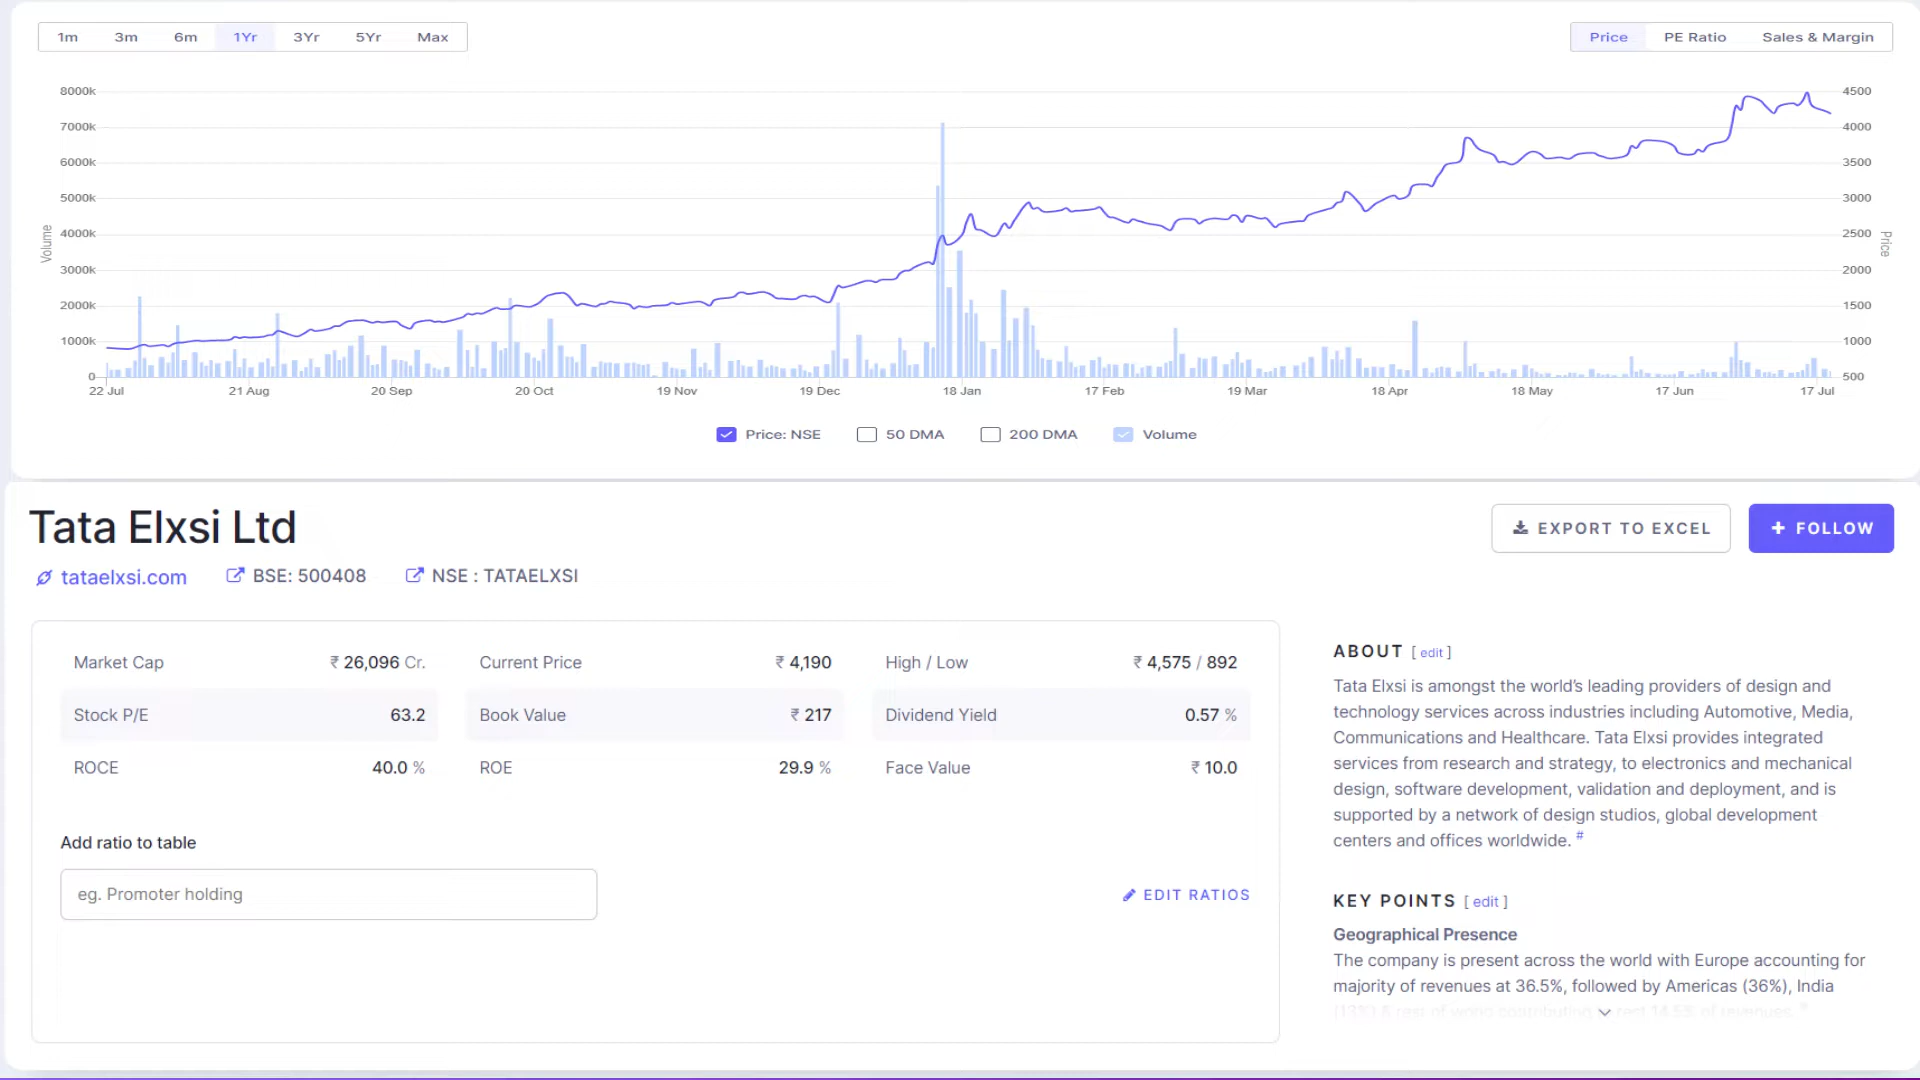 1m 3m 6m 1Yr 3Yr 5Yr Max
Price PE Ratio Sales & Margin
8000k 4500
7000k 4000
6000k 3500
5000k 3000
4000k 2500
3000k 2000
2000k 1500
1000k 1000
0 500
Volume
Price
22 Jul 21 Aug 20 Sep 20 Oct 19 Nov 19 Dec 18 Jan 17 Feb 19 Mar 18 Apr 18 May 17 Jun 17 Jul
Price: NSE 50 DMA 200 DMA Volume
Tata Elxsi Ltd
EXPORT TO EXCEL
+ FOLLOW
tataelxsi.com BSE: 500408 NSE : TATAELXSI
Market Cap ₹ 26,096 Cr. Current Price ₹ 4,190 High / Low ₹ 4,575 / 892
Stock P/E 63.2 Book Value ₹ 217 Dividend Yield 0.57 %
ROCE 40.0 % ROE 29.9 % Face Value ₹ 10.0
Add ratio to table
eg. Promoter holding
EDIT RATIOS
ABOUT [ edit ]
Tata Elxsi is amongst the world's leading providers of design and
technology services across industries including Automotive, Media,
Communications and Healthcare. Tata Elxsi provides integrated
services from research and strategy, to electronics and mechanical
design, software development, validation and deployment, and is
supported by a network of design studios, global development
centers and offices worldwide. #
KEY POINTS [ edit ]
Geographical Presence
The company is present across the world with Europe accounting for
majority of revenues at 36.5%, followed by Americas (36%), India
(13%) & rest of world contributing rest 14.5% of revenues.